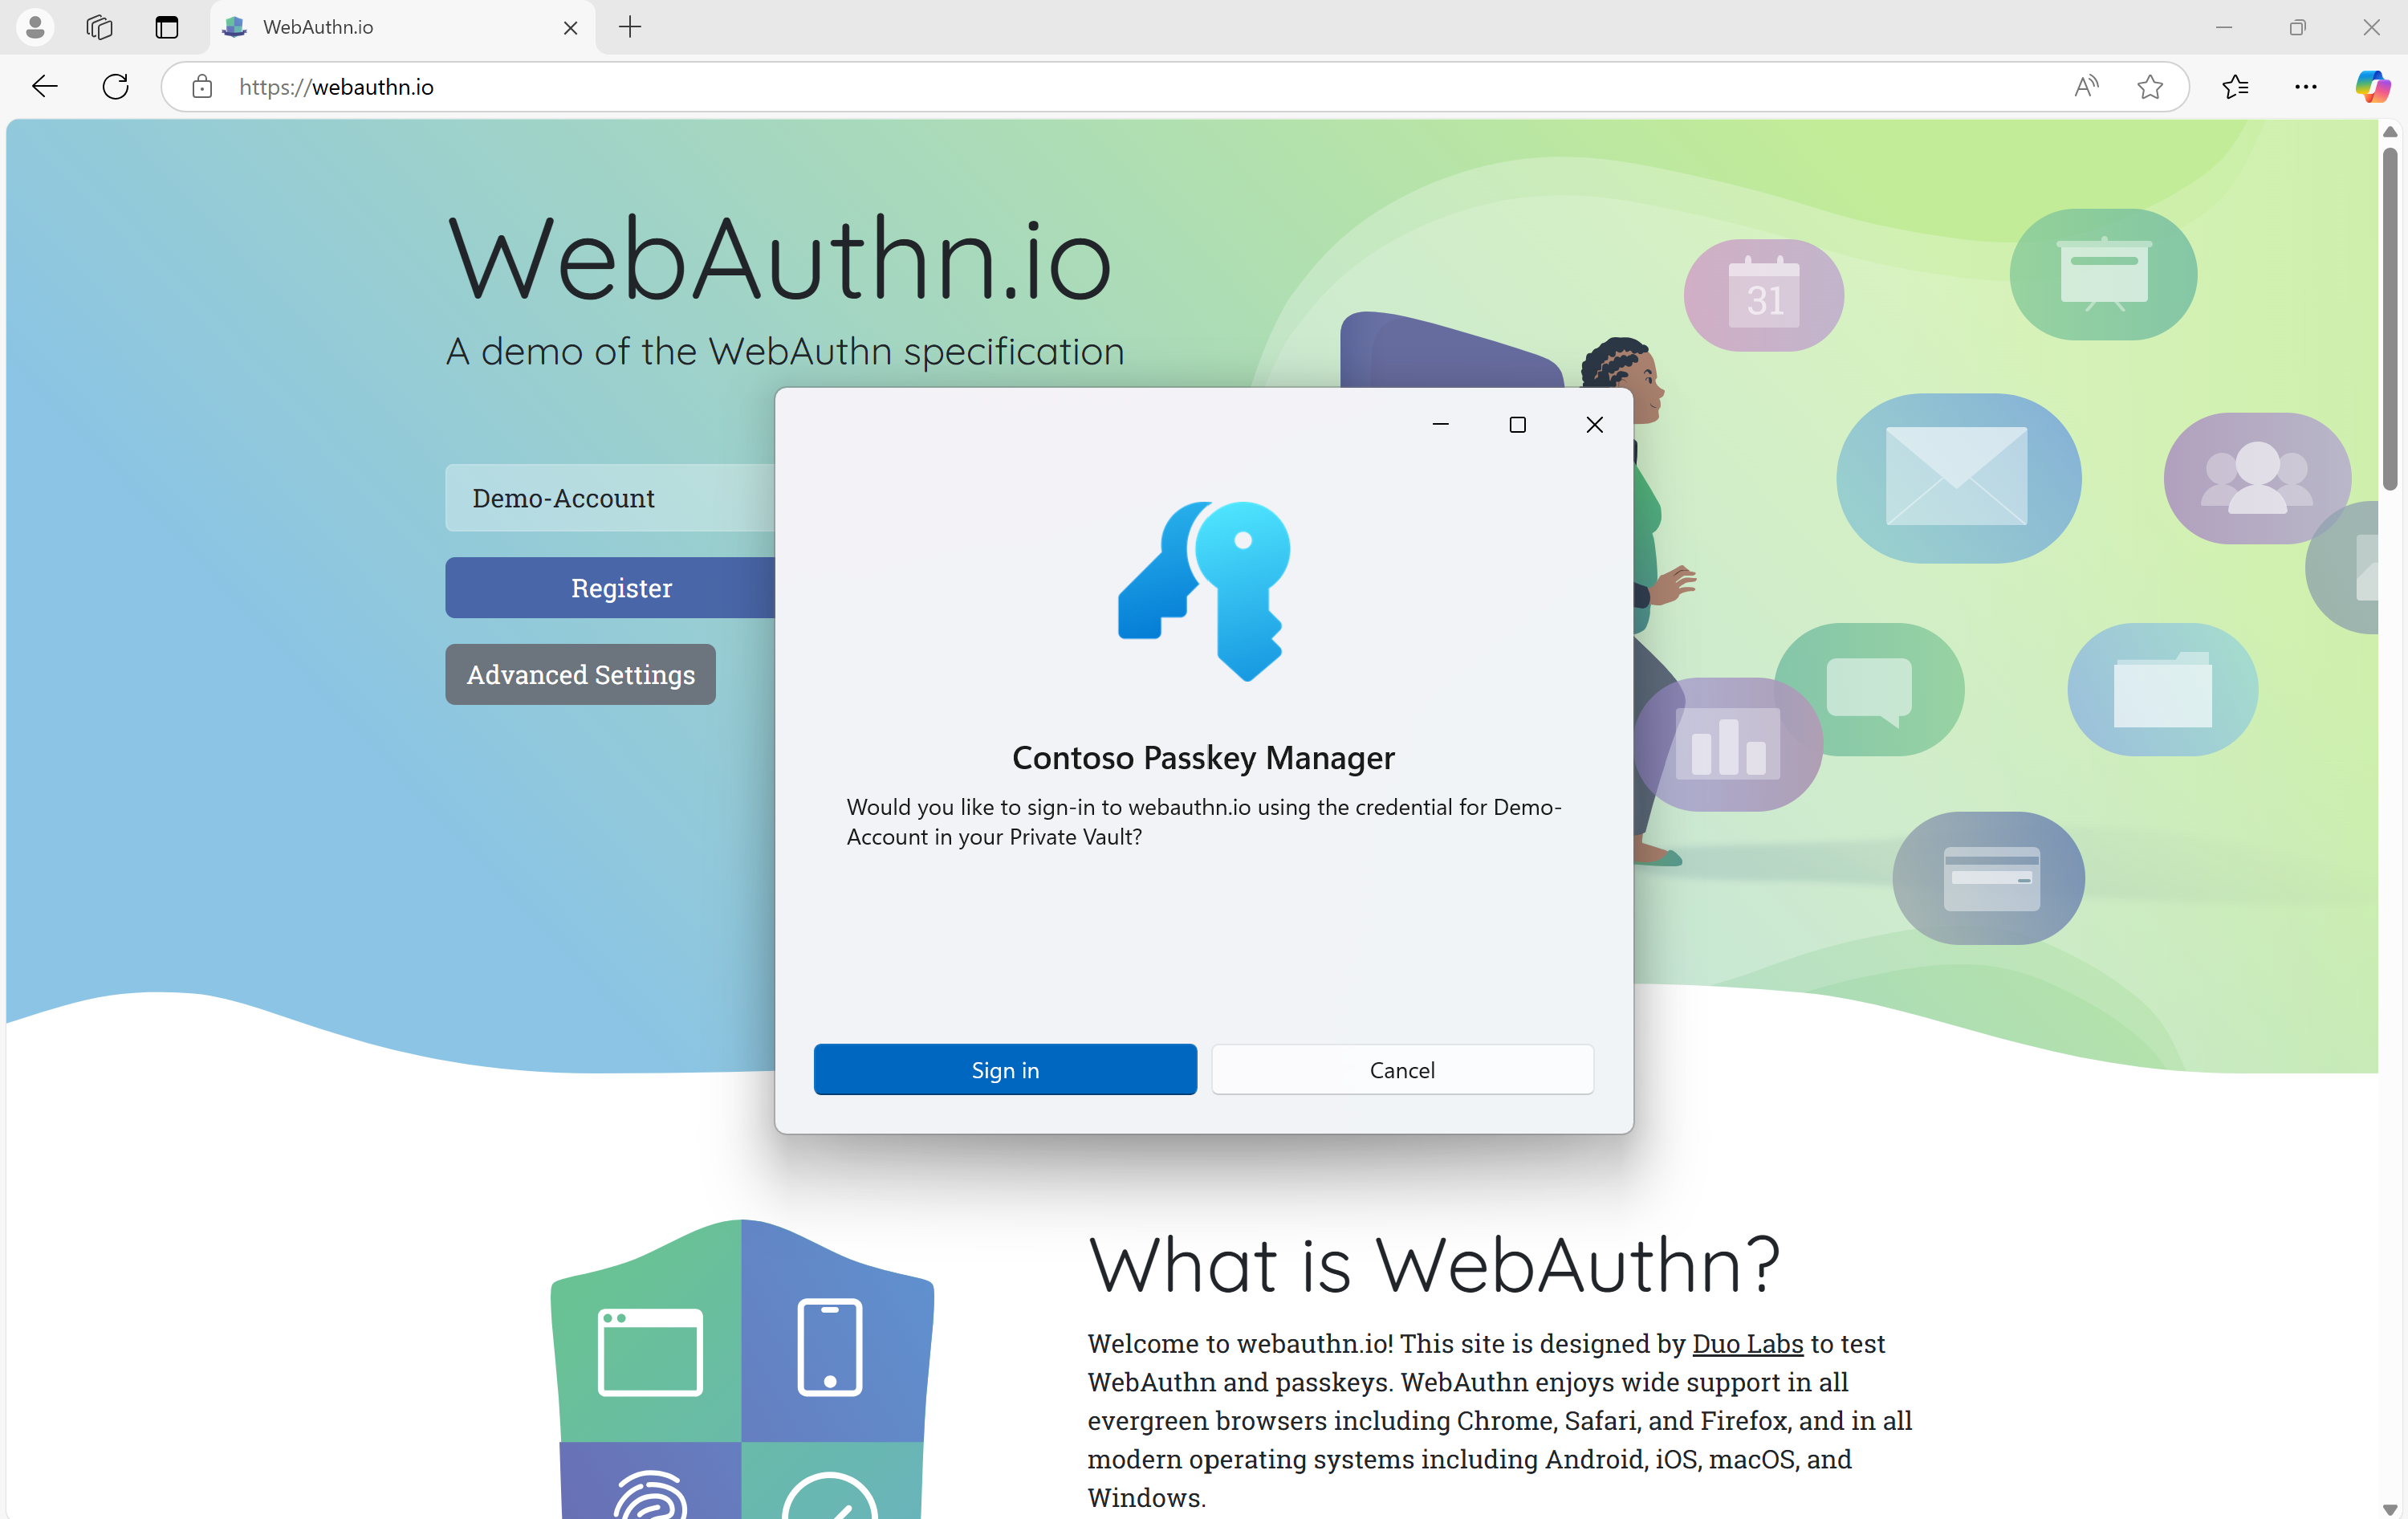 WebAuthn.io
https://webauthn.io
WebAuthn.io
A demo of the WebAuthn specification
31
Demo-Account
Register
Advanced Settings
Contoso Passkey Manager
Would you like to sign-in to webauthn.io using the credential for Demo-
Account in your Private Vault?
Sign in
Cancel
What is WebAuthn?
Welcome to webauthn.io! This site is designed by Duo Labs to test
WebAuthn and passkeys. WebAuthn enjoys wide support in all
evergreen browsers including Chrome, Safari, and Firefox, and in all
modern operating systems including Android, iOS, macOS, and
Windows.